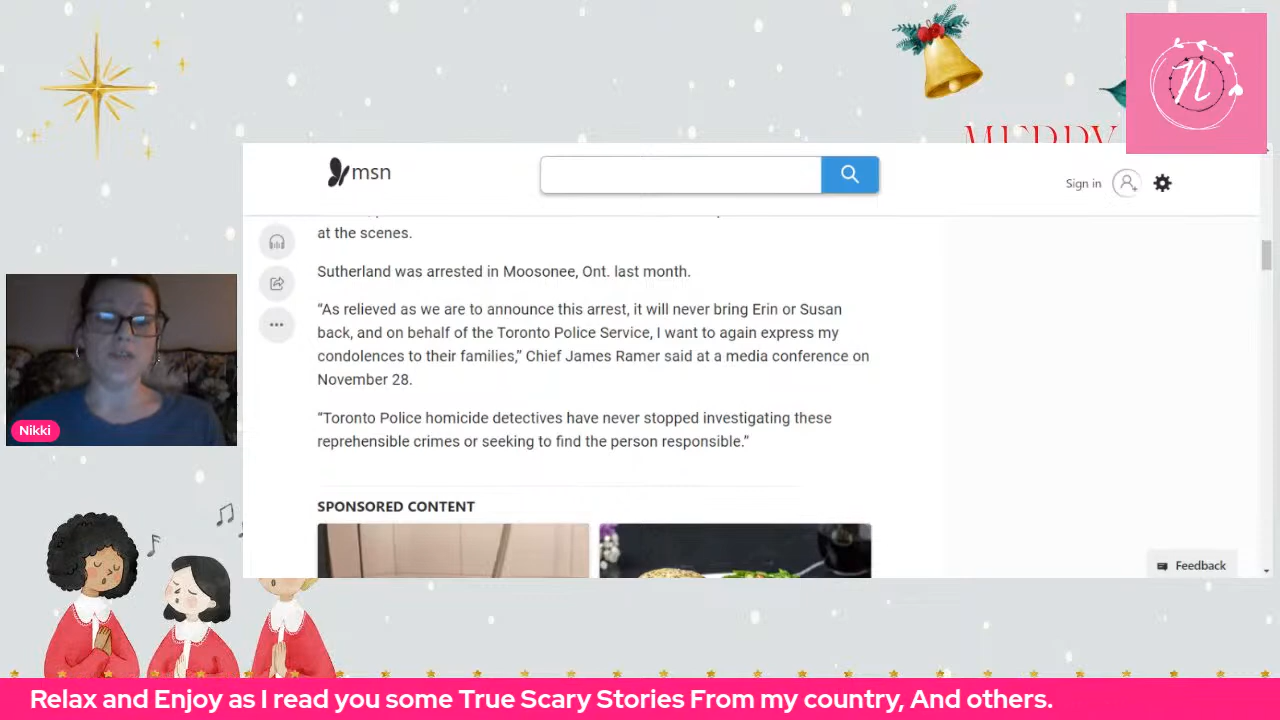 MERRY
n
msn
Sign in
at the scenes.
Sutherland was arrested in Moosonee, Ont. last month.
“As relieved as we are to announce this arrest, it will never bring Erin or Susan
back, and on behalf of the Toronto Police Service, I want to again express my
condolences to their families,” Chief James Ramer said at a media conference on
November 28.
“Toronto Police homicide detectives have never stopped investigating these
reprehensible crimes or seeking to find the person responsible.”
Nikki
SPONSORED CONTENT
Feedback
Relax and Enjoy as I read you some True Scary Stories From my country, And others.